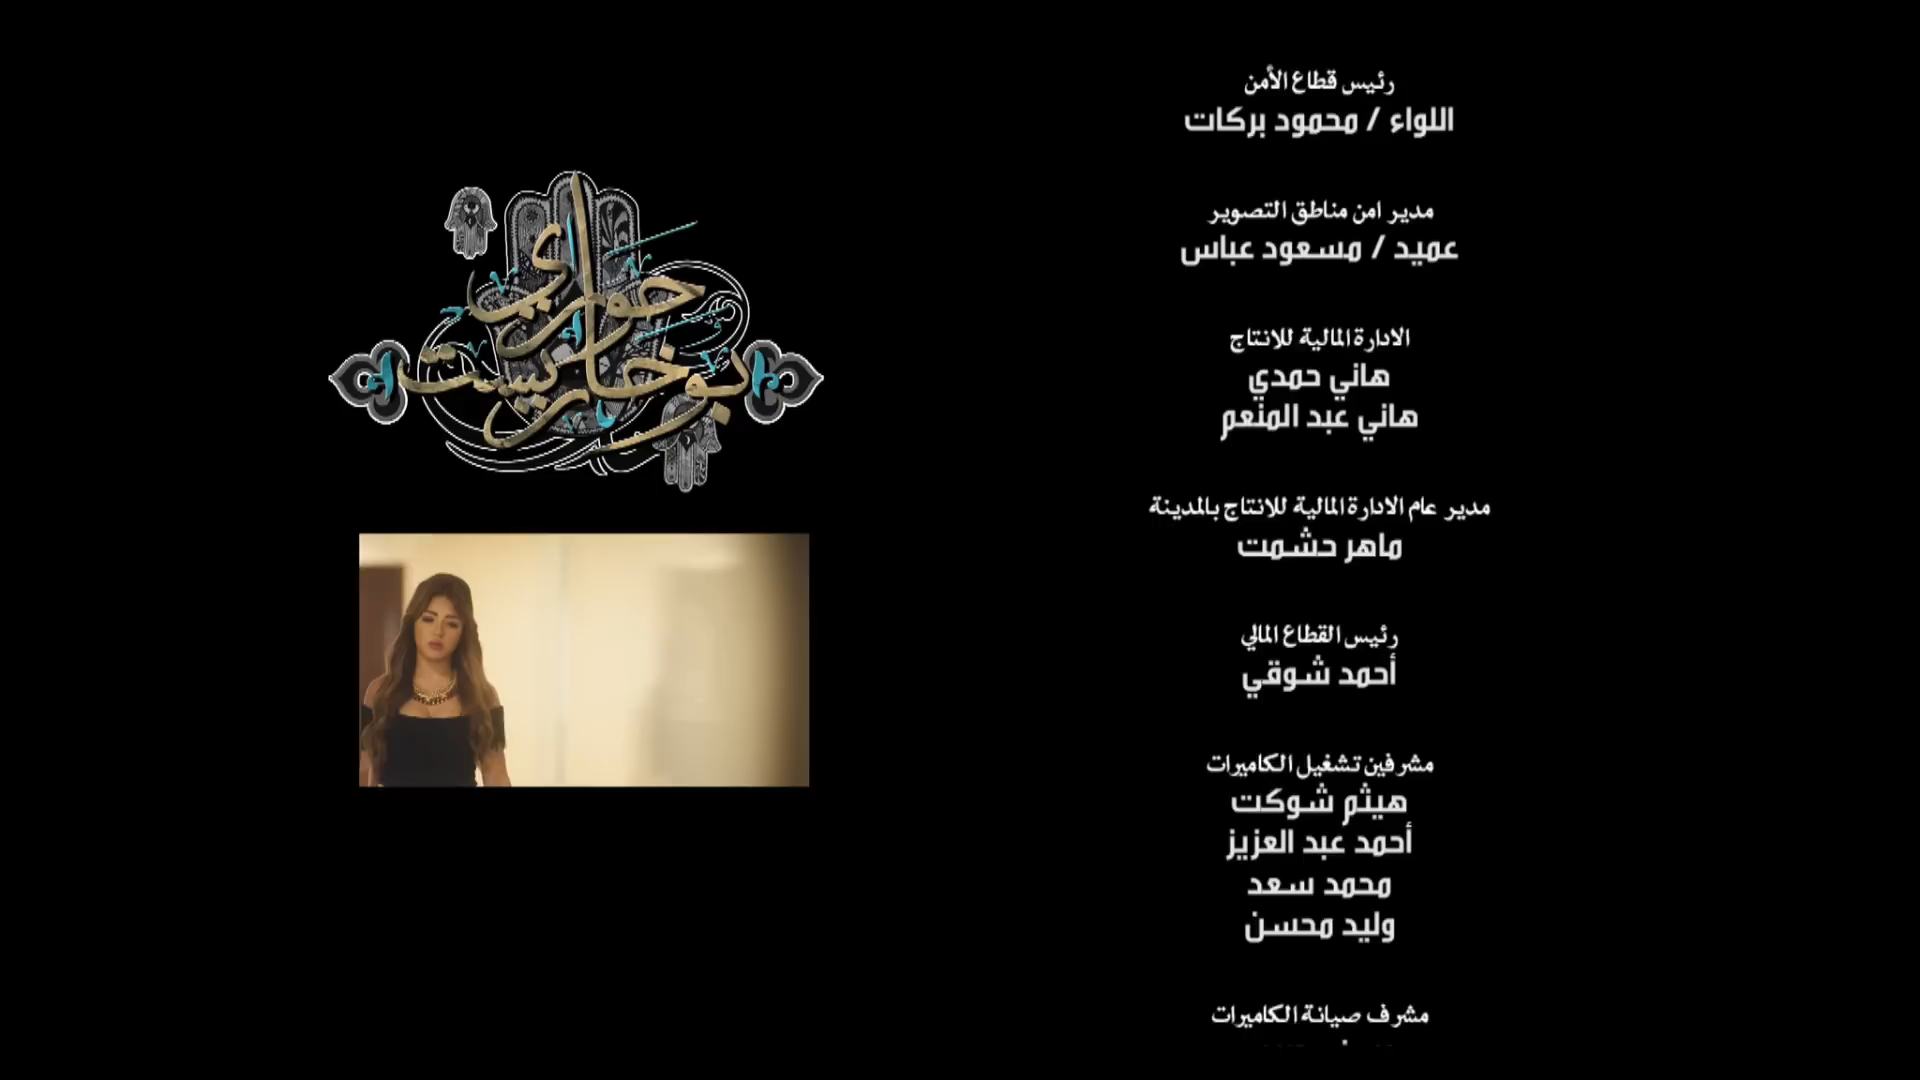 حواري
بوخاريست
رئيس قطاع الأمن
اللواء / محمود بركات
مدير امن مناطق التصوير
عميد / مسعود عباس
الادارة المالية للانتاج
هاني حمدي
هاني عبد المنعم
مدير عام الادارة المالية للانتاج بالمدينة
ماهر حشمت
رئيس القطاع المالي
أحمد شوقي
مشرفين تشغيل الكاميرات
هيثم شوكت
أحمد عبد العزيز
محمد سعد
وليد محسن
مشرف صيانة الكاميرات